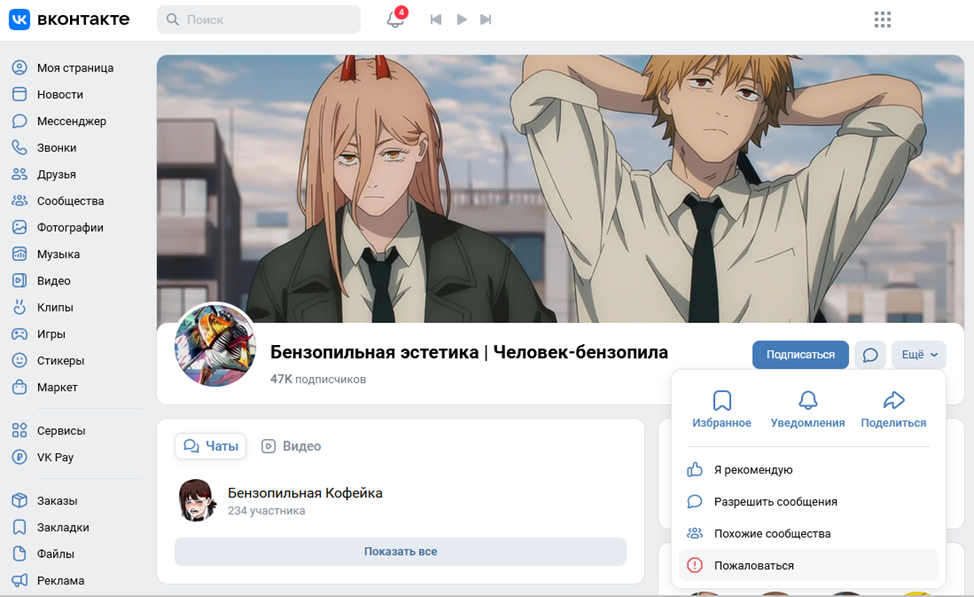 вконтакте
Поиск
4
Моя страница
Новости
Мессенджер
Звонки
Друзья
Сообщества
Фотографии
Музыка
Видео
Клипы
Игры
Стикеры
Маркет
Сервисы
VK Pay
Заказы
Закладки
Файлы
Реклама
Бензопильная эстетика | Человек-бензопила
47K подписчиков
Подписаться
Ещё
Избранное Уведомления Поделиться
Я рекомендую
Разрешить сообщения
Похожие сообщества
Пожаловаться
Чаты Видео
Бензопильная Кофейка
234 участника
Показать все